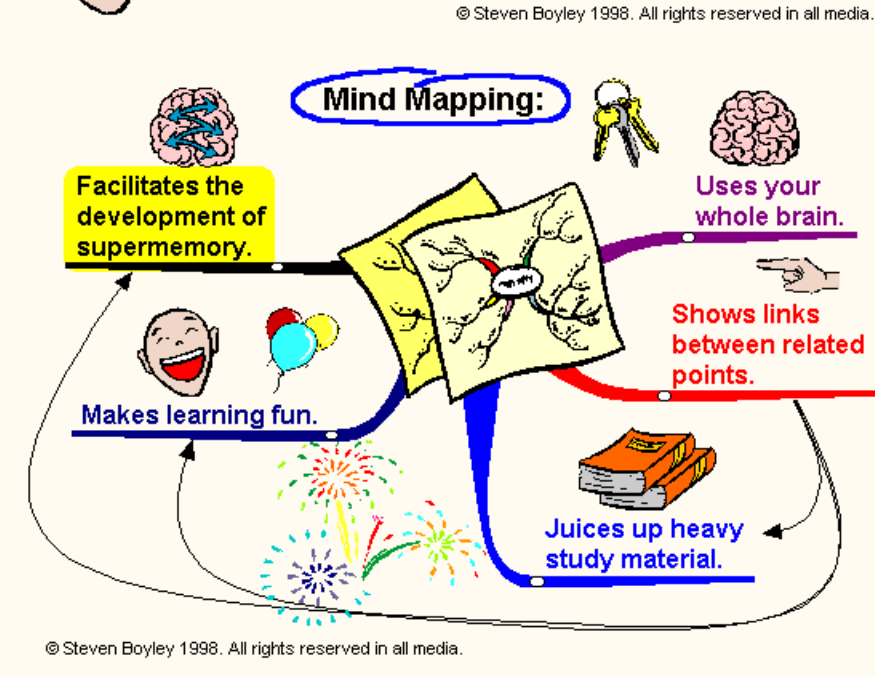 © Steven Boyley 1998. All rights reserved in all media.
Mind Mapping:
Facilitates the
development of
supermemory.
Uses your
whole brain.
Shows links
between related
points.
Makes learning fun.
Juices up heavy
study material.
© Steven Boyley 1998. All rights reserved in all media.